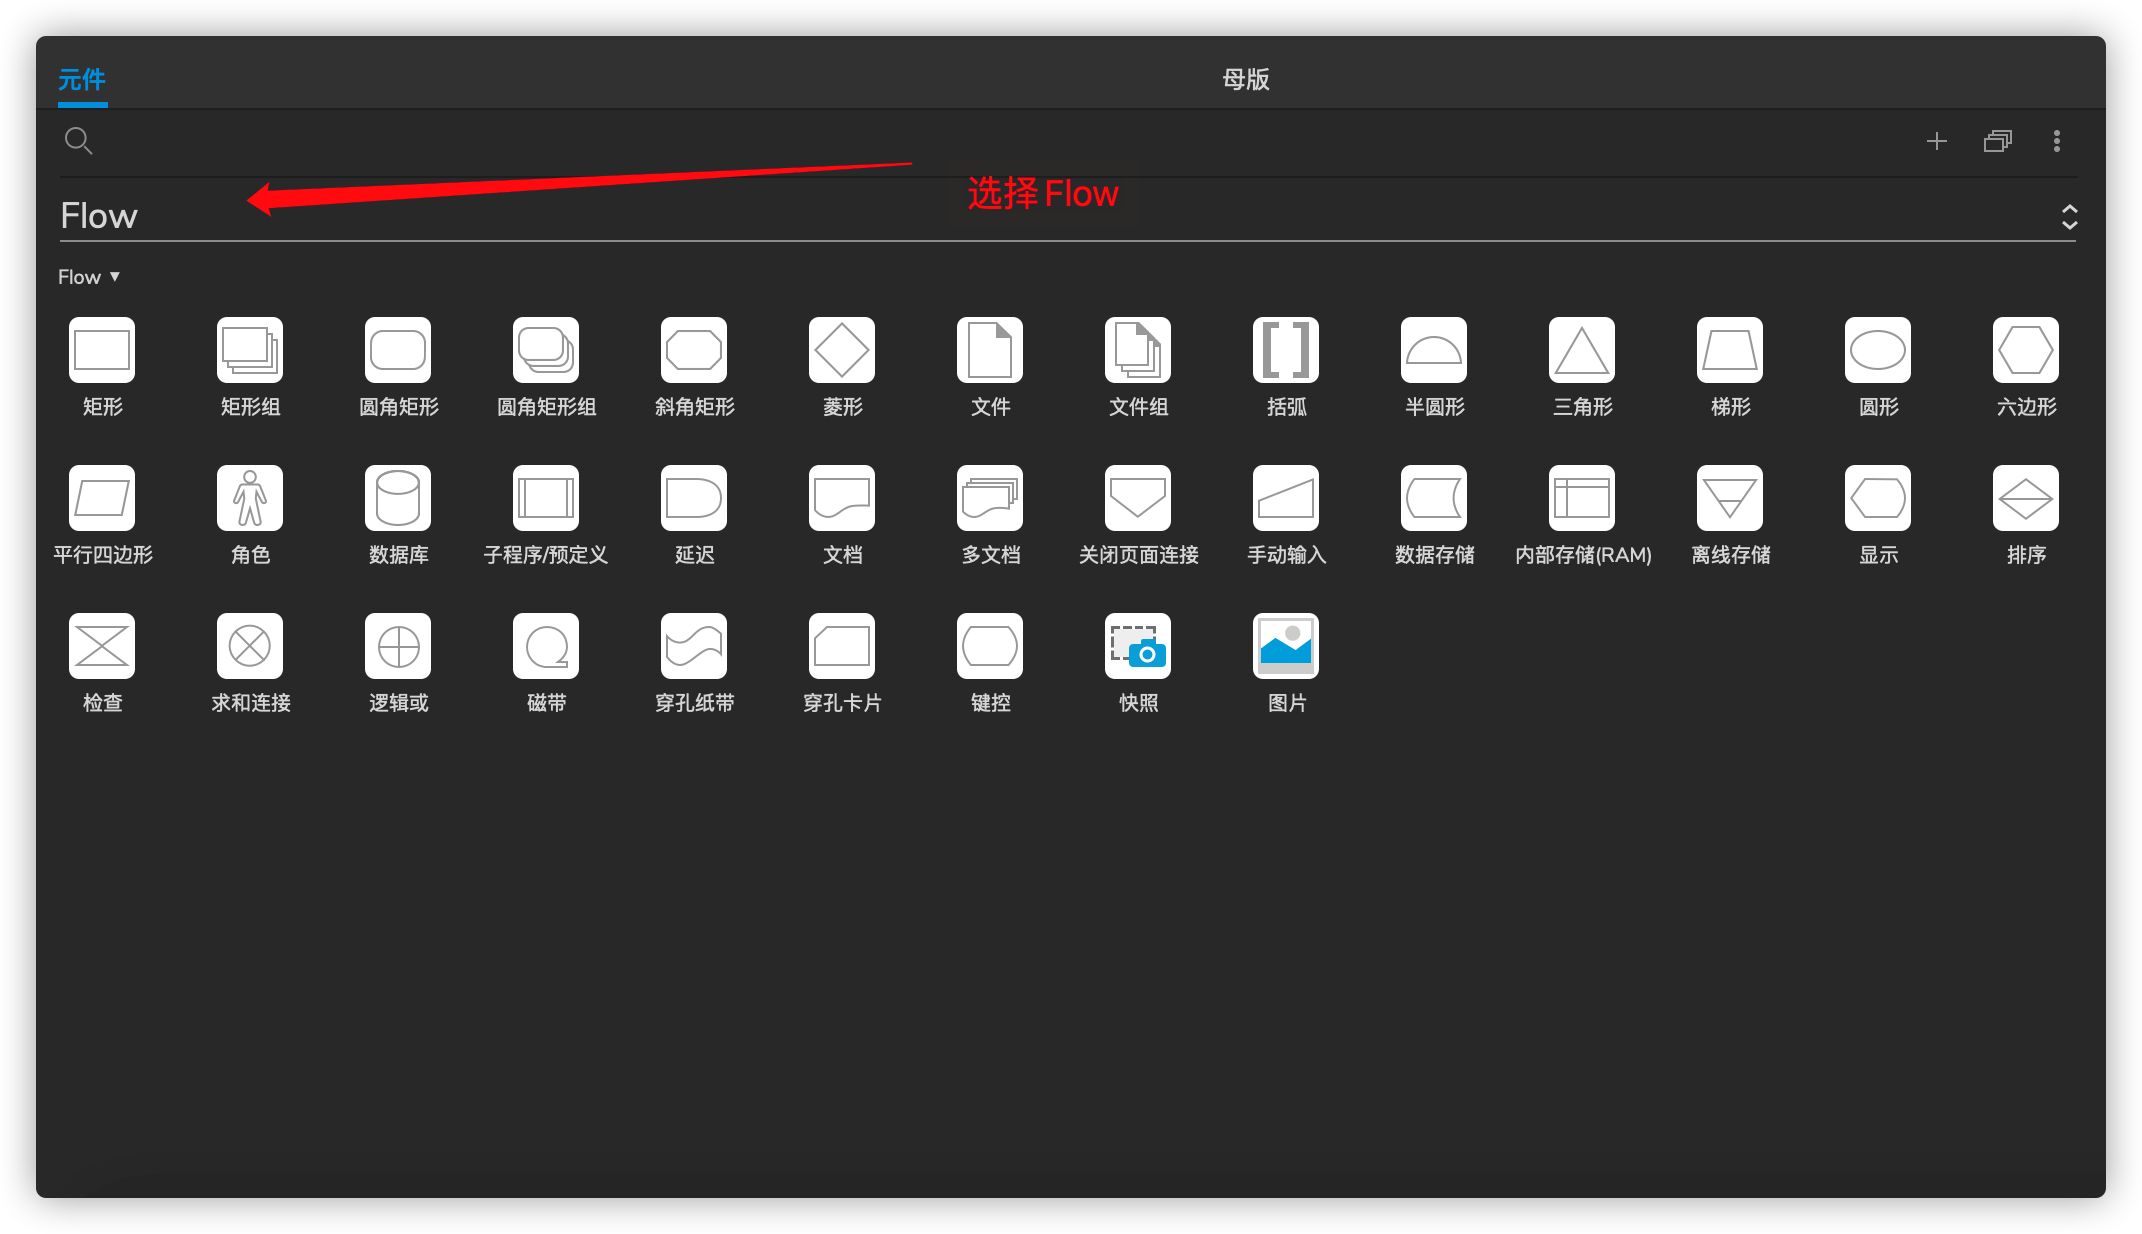 元件 母版
选择 Flow
Flow
Flow ▼
矩形 矩形组 圆角矩形 圆角矩形组 斜角矩形 菱形 文件 文件组 括弧 半圆形 三角形 梯形 圆形 六边形
平行四边形 角色 数据库 子程序/预定义 延迟 文档 多文档 关闭页面连接 手动输入 数据存储 内部存储(RAM) 离线存储 显示 排序
检查 求和连接 逻辑或 磁带 穿孔纸带 穿孔卡片 键控 快照 图片